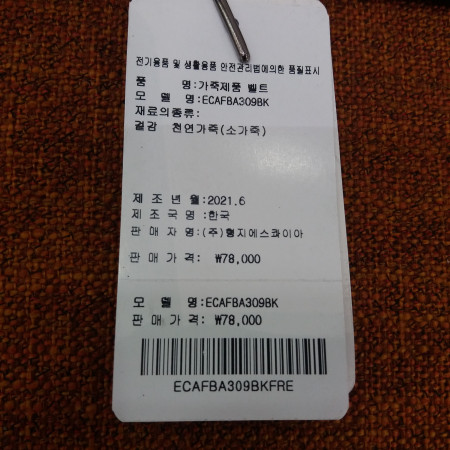 전기용품 및 생활용품 안전관리법에의한 품질표시
품 명:가죽제품 벨트
모 델 명:ECAFBA309BK
재료의종류:
겉감 천연가죽(소가죽)
제 조 년 월:2021.6
제 조 국 명:한국
판 매 자 명:(주)형지에스콰이아
판 매 가 격: ₩78,000
모 델 명:ECAFBA309BK
판 매 가 격: ₩78,000
ECAFBA309BKFRE